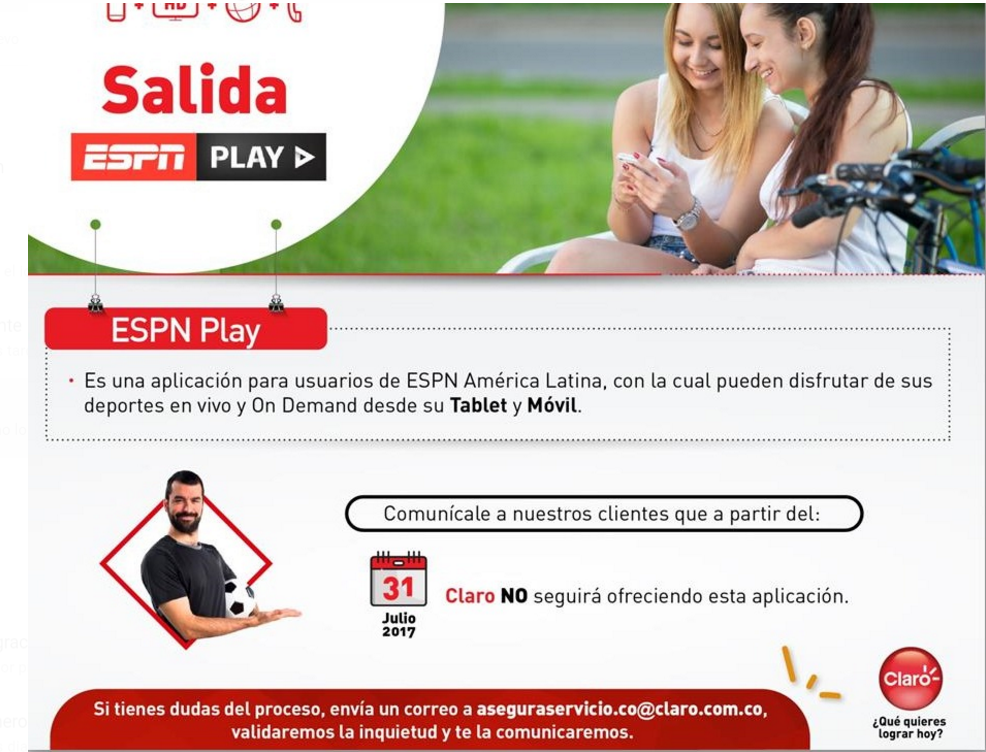 HD
Salida
ESPN PLAY
ESPN Play
• Es una aplicación para usuarios de ESPN América Latina, con la cual pueden disfrutar de sus
deportes en vivo y On Demand desde su Tablet y Móvil.
Comunícale a nuestros clientes que a partir del:
31
Julio
2017
Claro NO seguirá ofreciendo esta aplicación.
Claro
¿Qué quieres
lograr hoy?
Si tienes dudas del proceso, envía un correo a aseguraservicio.co@claro.com.co,
validaremos la inquietud y te la comunicaremos.